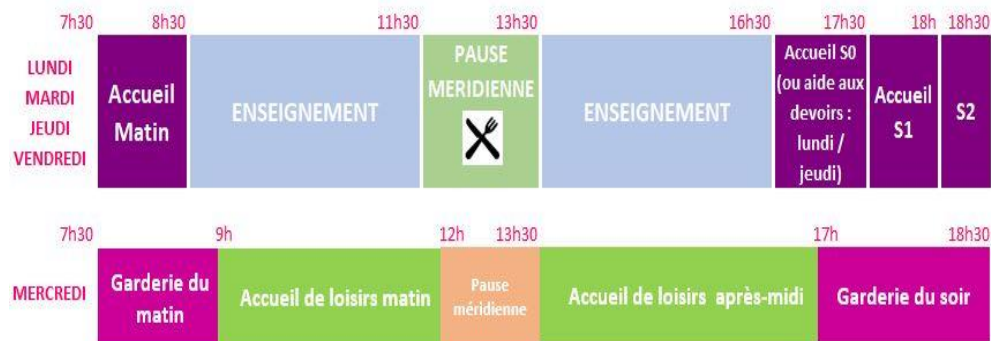 7h30 8h30 11h30 13h30 16h30 17h30 18h 18h30
LUNDI
MARDI
JEUDI
VENDREDI
Accueil
Matin
ENSEIGNEMENT
PAUSE
MERIDIENNE
ENSEIGNEMENT
Accueil S0
(ou aide aux
devoirs :
lundi /
jeudi)
Accueil
S1
S2
7h30 9h 12h 13h30 17h 18h30
MERCREDI
Garderie du
matin
Accueil de loisirs matin
Pause
méridienne
Accueil de loisirs après-midi
Garderie du soir